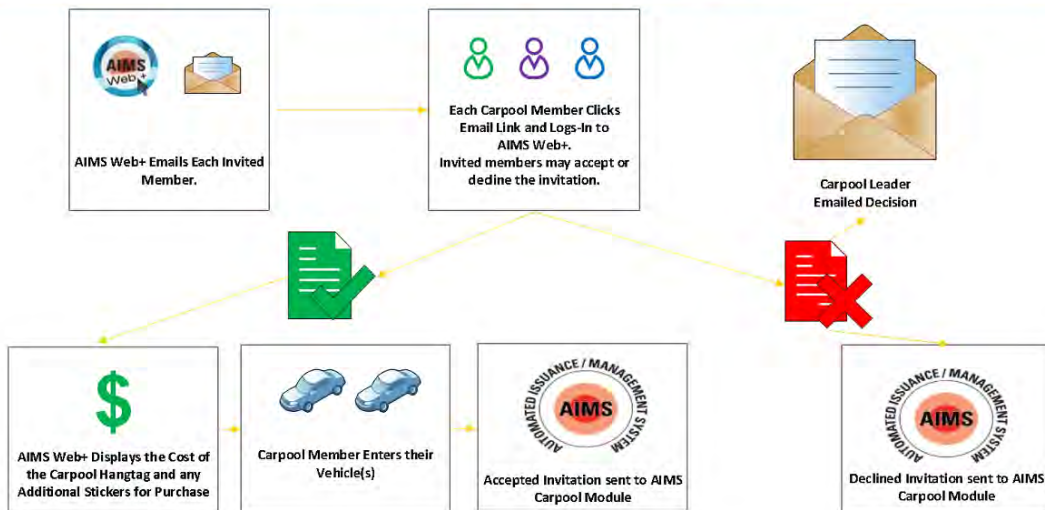 AIMS
Web +
AIMS Web+ Emails Each Invited
Member.
Each Carpool Member Clicks
Email Link and Logs-In to
AIMS Web+.
Invited members may accept or
decline the invitation.
Carpool Leader
Emailed Decision
$
AIMS Web+ Displays the Cost of
the Carpool Hangtag and any
Additional Stickers for Purchase
Carpool Member Enters their
Vehicle(s)
AUTOMATED ISSUANCE / MANAGEMENT SYSTEM
AIMS
Accepted Invitation sent to AIMS
Carpool Module
AUTOMATED ISSUANCE / MANAGEMENT SYSTEM
AIMS
Declined Invitation sent to AIMS
Carpool Module